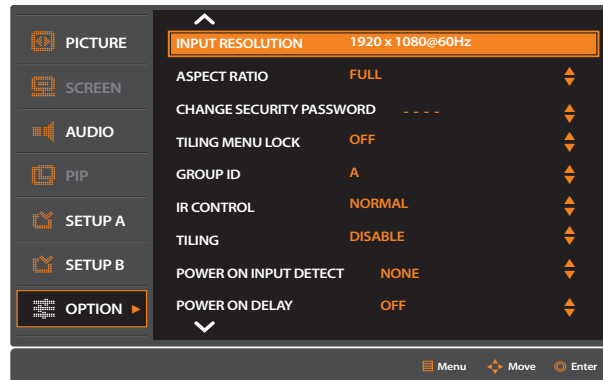 PICTURE
SCREEN
AUDIO
PIP
SETUP A
SETUP B
OPTION
INPUT RESOLUTION 1920 x 1080@60Hz
ASPECT RATIO FULL
CHANGE SECURITY PASSWORD - - - -
TILING MENU LOCK OFF
GROUP ID A
IR CONTROL NORMAL
TILING DISABLE
POWER ON INPUT DETECT NONE
POWER ON DELAY OFF
Menu Move Enter